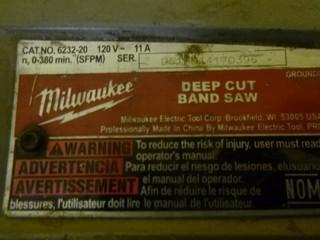 CAT.NO. 6232-20 120 V~ 11 A
n, 0-380 min. (SFPM) SER.
GROUNDI
Milwaukee
DEEP CUT
BAND SAW
Milwaukee Electric Tool Corp. Brookfield, WI 53005 USA
Professionally Made In China By Milwaukee Electric Tool, PR
WARNING To reduce the risk of injury, user must read
operator's manual.
ADVERTENCIA Para reducir el riesgo de lesiones, el usuario
el manual del operador.
AVERTISSEMENT Afin de réduire le risque de
blessures, l'utilisateur doit lire le manual de l'utilisateur.
NOM